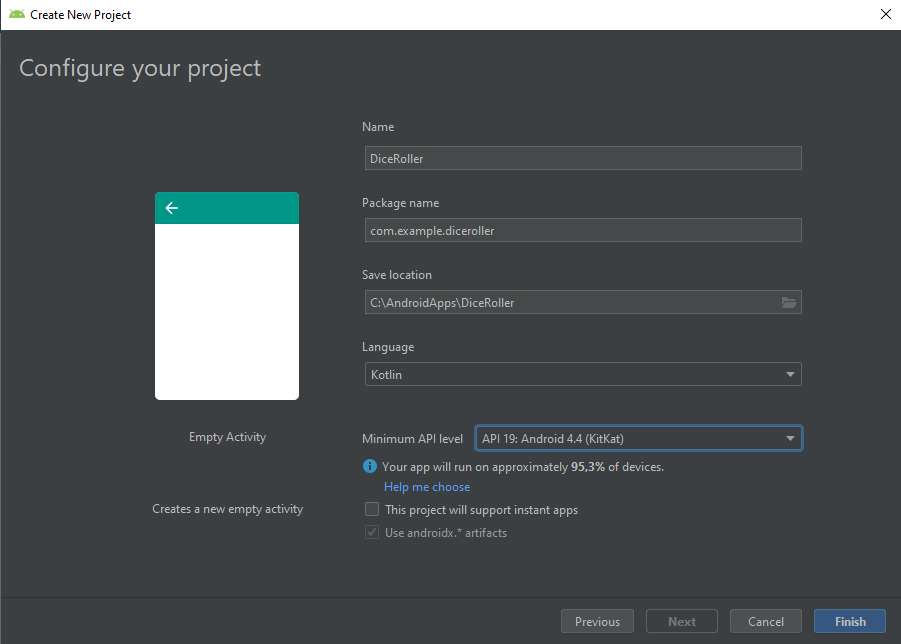 Create New Project
Configure your project
Name
DiceRoller
Package name
com.example.diceroller
Save location
C:\AndroidApps\DiceRoller
Language
Kotlin
Empty Activity
Minimum API level API 19: Android 4.4 (KitKat)
Your app will run on approximately 95,3% of devices.
Help me choose
Creates a new empty activity
This project will support instant apps
Use androidx.* artifacts
Previous Next Cancel Finish